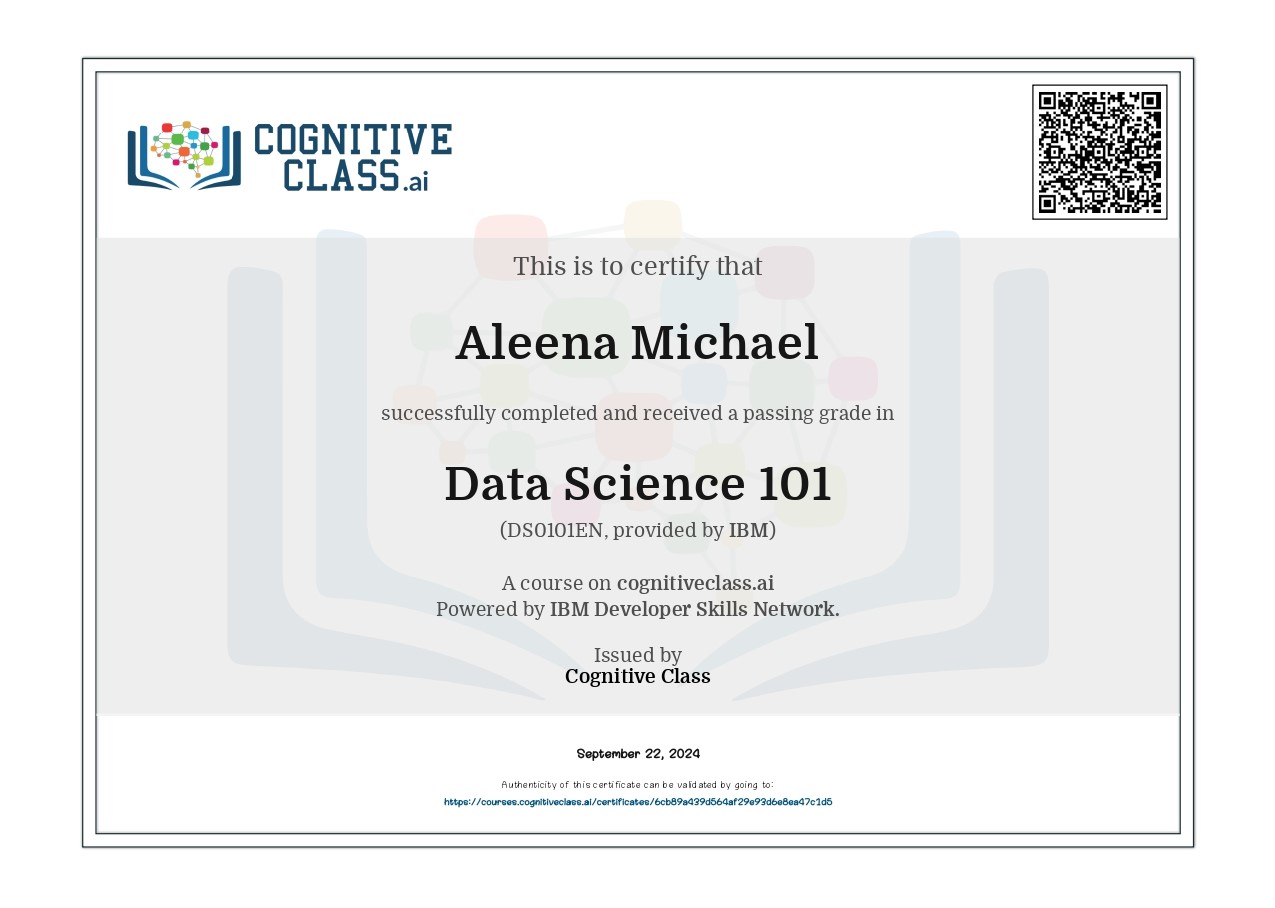 COGNITIVE
CLASS.ai
This is to certify that
Aleena Michael
successfully completed and received a passing grade in
Data Science 101
(DS0101EN, provided by IBM)
A course on cognitiveclass.ai
Powered by IBM Developer Skills Network.
Issued by
Cognitive Class
September 22, 2024
Authenticity of this certificate can be validated by going to:
https://courses.cognitiveclass.ai/certificates/6cb89a439d564af29e93d6e8ea47c1d5